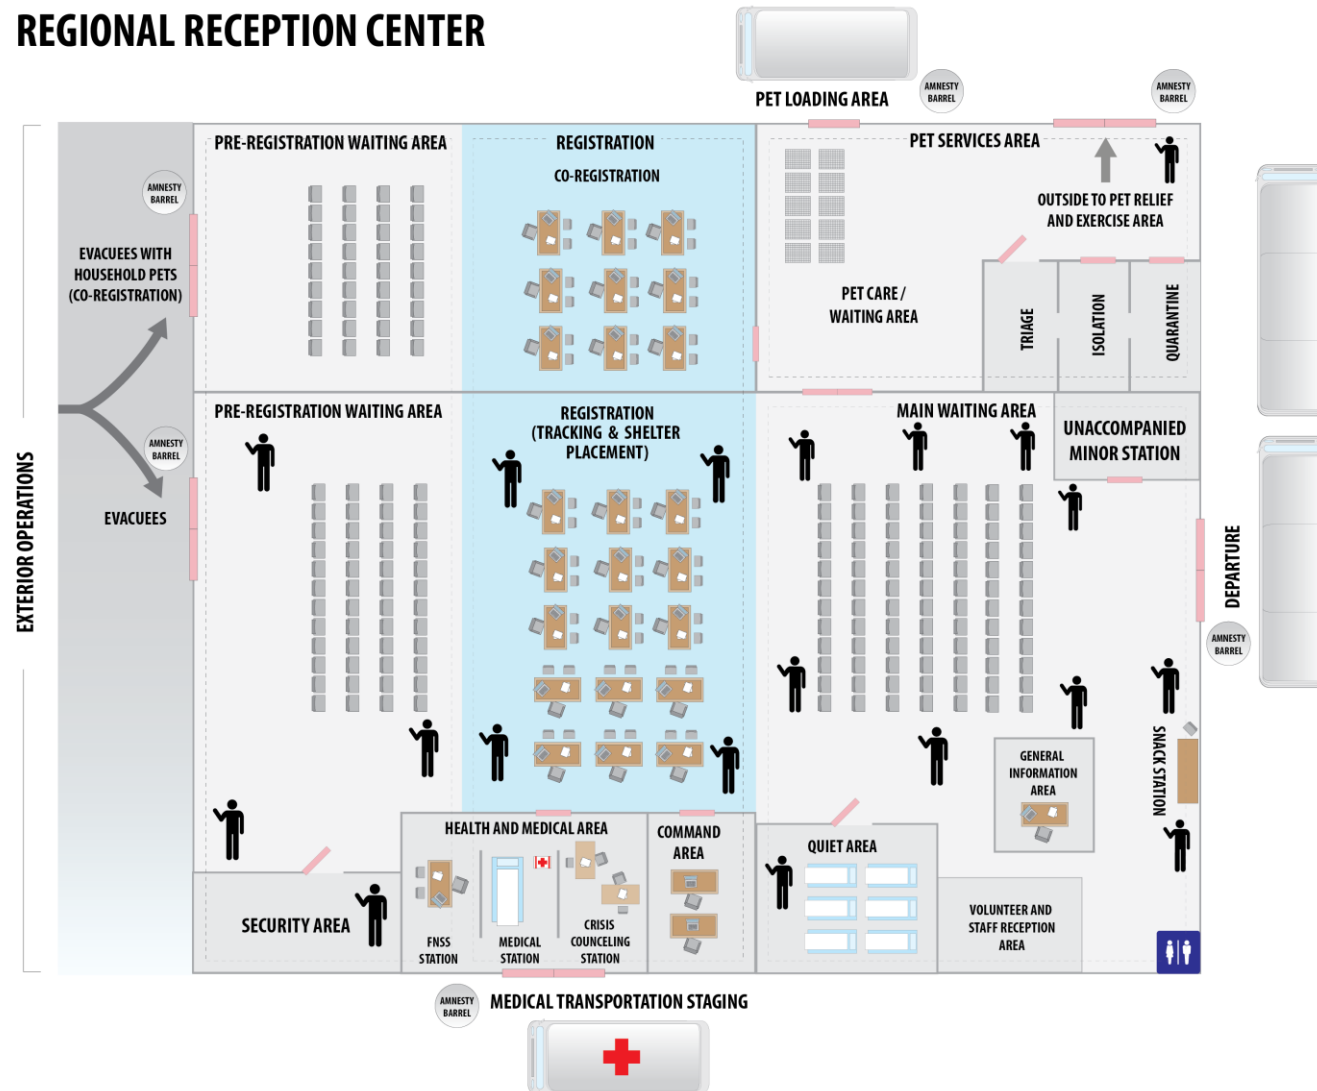 REGIONAL RECEPTION CENTER
PET LOADING AREA
AMNESTY
BARREL
AMNESTY
BARREL
EXTERIOR OPERATIONS
AMNESTY
BARREL
EVACUEES WITH
HOUSEHOLD PETS
(CO-REGISTRATION)
AMNESTY
BARREL
EVACUEES
PRE-REGISTRATION WAITING AREA
REGISTRATION
CO-REGISTRATION
PET SERVICES AREA
OUTSIDE TO PET RELIEF
AND EXERCISE AREA
PET CARE /
WAITING AREA
TRIAGE
ISOLATION
QUARANTINE
PRE-REGISTRATION WAITING AREA
REGISTRATION
(TRACKING & SHELTER
PLACEMENT)
MAIN WAITING AREA
UNACCOMPANIED
MINOR STATION
DEPARTURE
AMNESTY
BARREL
SNACK STATION
GENERAL
INFORMATION
AREA
SECURITY AREA
HEALTH AND MEDICAL AREA
FNSS
STATION
MEDICAL
STATION
CRISIS
COUNCELING
STATION
COMMAND
AREA
QUIET AREA
VOLUNTEER AND
STAFF RECEPTION
AREA
AMNESTY
BARREL
MEDICAL TRANSPORTATION STAGING